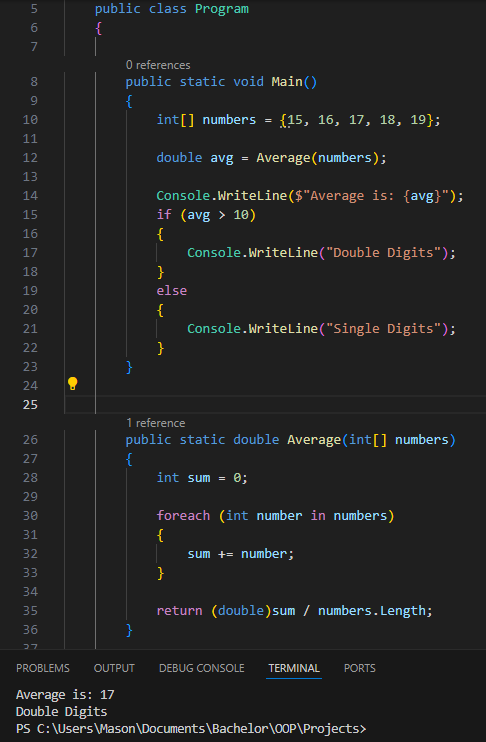 5 public class Program
6 {
7
0 references
8 public static void Main()
9 {
10 int[] numbers = {15, 16, 17, 18, 19};
11
12 double avg = Average(numbers);
13
14 Console.WriteLine($"Average is: {avg}");
15 if (avg > 10)
16 {
17 Console.WriteLine("Double Digits");
18 }
19 else
20 {
21 Console.WriteLine("Single Digits");
22 }
23 }
24
25
1 reference
26 public static double Average(int[] numbers)
27 {
28 int sum = 0;
29
30 foreach (int number in numbers)
31 {
32 sum += number;
33 }
34
35 return (double)sum / numbers.Length;
36 }
37
PROBLEMS OUTPUT DEBUG CONSOLE TERMINAL PORTS
Average is: 17
Double Digits
PS C:\Users\Mason\Documents\Bachelor\OOP\Projects>